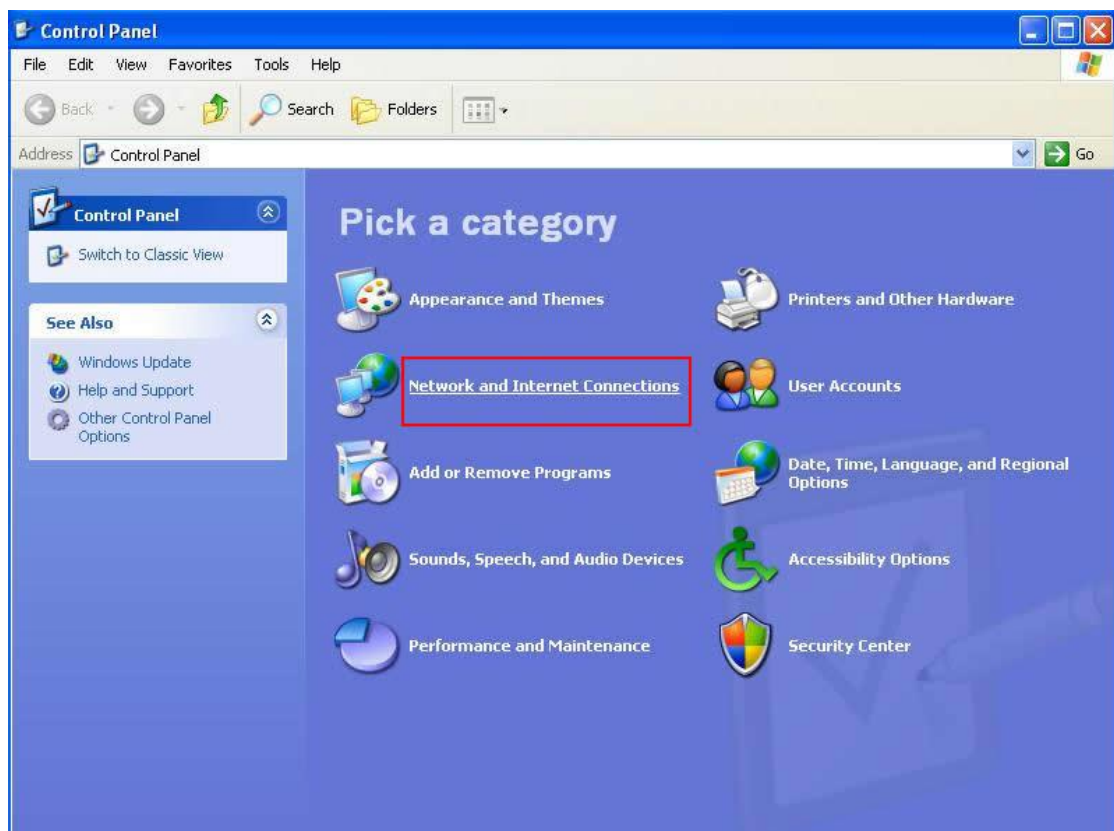 Control Panel
File Edit View Favorites Tools Help
Back Search Folders
Address Control Panel Go
Control Panel
Switch to Classic View
See Also
Windows Update
Help and Support
Other Control Panel
Options
Pick a category
Appearance and Themes
Printers and Other Hardware
Network and Internet Connections
User Accounts
Add or Remove Programs
Date, Time, Language, and Regional
Options
Sounds, Speech, and Audio Devices
Accessibility Options
Performance and Maintenance
Security Center